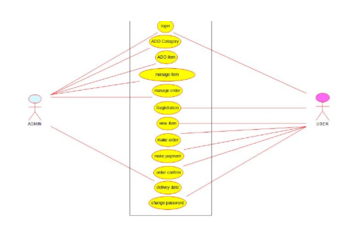 login
ADD Category
ADD item
manage item
manage order
Registration
view item
make order
make payment
order confirm
delivery date
change password
ADMIN
USER